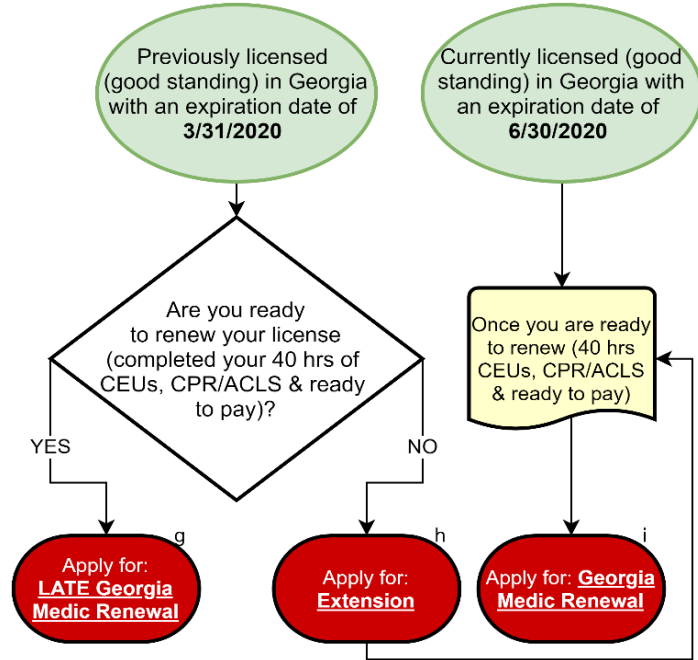 Previously licensed
(good standing) in Georgia
with an expiration date of
3/31/2020
Currently licensed (good
standing) in Georgia with
an expiration date of
6/30/2020
Are you ready
to renew your license
(completed your 40 hrs of
CEUs, CPR/ACLS & ready
to pay)?
Once you are ready
to renew (40 hrs
CEUs, CPR/ACLS
& ready to pay)
YES
NO
g
Apply for:
LATE Georgia
Medic Renewal
h
Apply for:
Extension
i
Apply for: Georgia
Medic Renewal